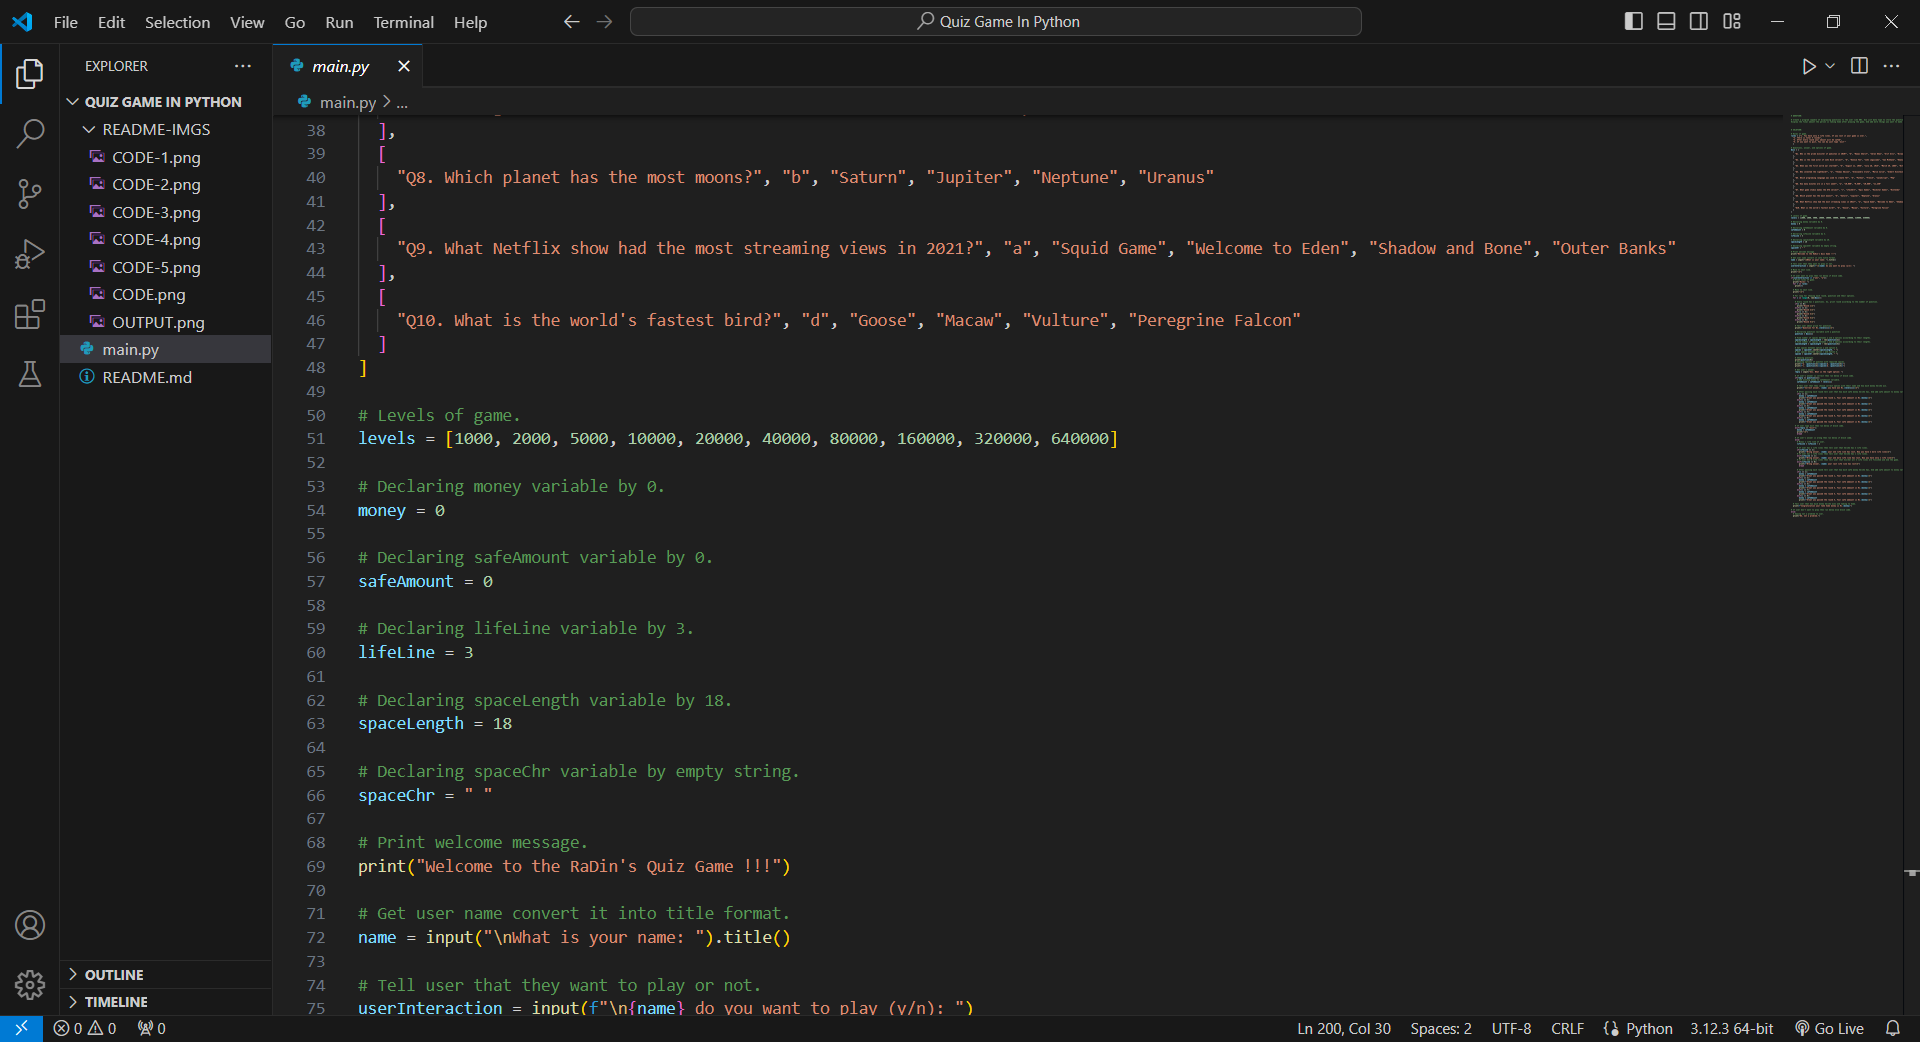 File Edit Selection View Go Run Terminal Help
Quiz Game In Python
EXPLORER
QUIZ GAME IN PYTHON
README-IMGS
CODE-1.png
CODE-2.png
CODE-3.png
CODE-4.png
CODE-5.png
CODE.png
OUTPUT.png
main.py
README.md
OUTLINE
TIMELINE
main.py
main.py > ...
38 ],
39 [
40 "Q8. Which planet has the most moons?", "b", "Saturn", "Jupiter", "Neptune", "Uranus"
41 ],
42 [
43 "Q9. What Netflix show had the most streaming views in 2021?", "a", "Squid Game", "Welcome to Eden", "Shadow and Bone", "Outer Banks"
44 ],
45 [
46 "Q10. What is the world's fastest bird?", "d", "Goose", "Macaw", "Vulture", "Peregrine Falcon"
47 ]
48 ]
49
50 # Levels of game.
51 levels = [1000, 2000, 5000, 10000, 20000, 40000, 80000, 160000, 320000, 640000]
52
53 # Declaring money variable by 0.
54 money = 0
55
56 # Declaring safeAmount variable by 0.
57 safeAmount = 0
58
59 # Declaring lifeLine variable by 3.
60 lifeLine = 3
61
62 # Declaring spaceLength variable by 18.
63 spaceLength = 18
64
65 # Declaring spaceChr variable by empty string.
66 spaceChr = " "
67
68 # Print welcome message.
69 print("Welcome to the RaDin's Quiz Game !!!")
70
71 # Get user name convert it into title format.
72 name = input("\nWhat is your name: ").title()
73
74 # Tell user that they want to play or not.
75 userInteraction = input(f"\n{name} do you want to play (y/n): ")
0 0 0
Ln 200, Col 30 Spaces: 2 UTF-8 CRLF Python 3.12.3 64-bit Go Live